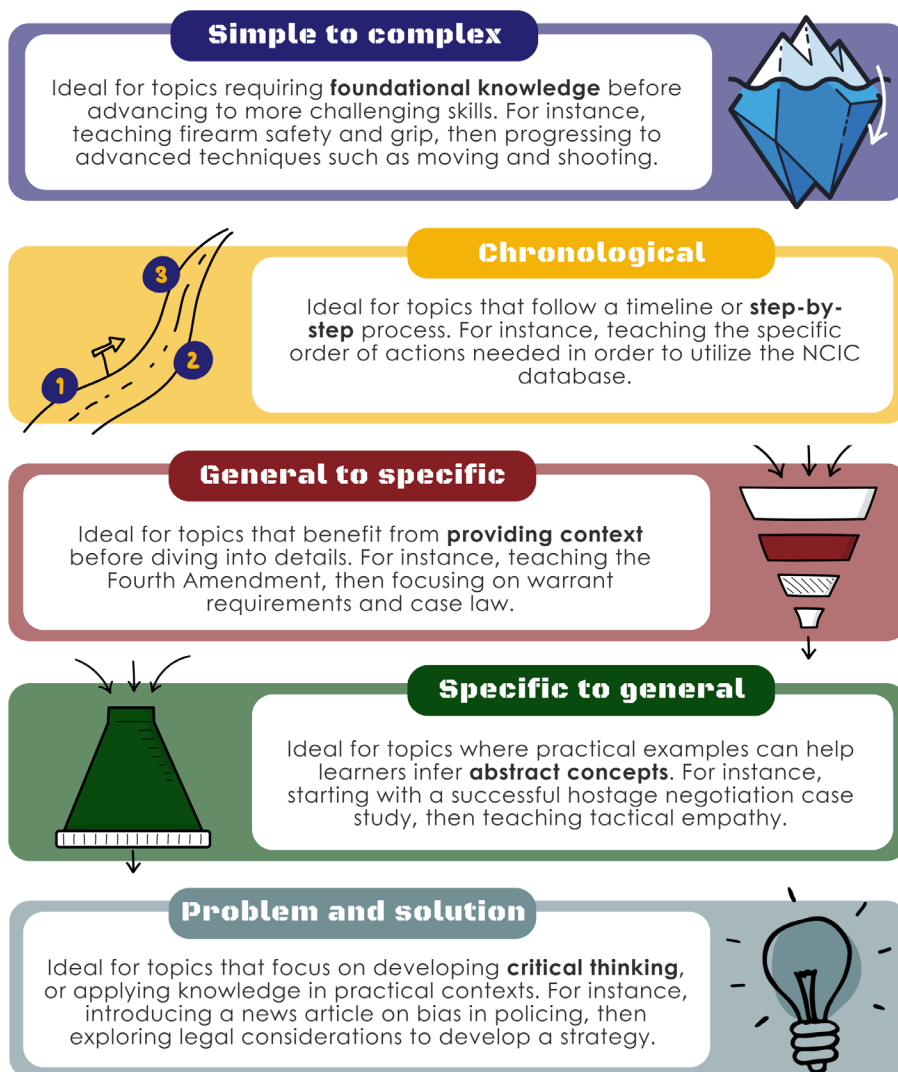 Simple to complex
Ideal for topics requiring foundational knowledge before
advancing to more challenging skills. For instance,
teaching firearm safety and grip, then progressing to
advanced techniques such as moving and shooting.
Chronological
3
2
1
Ideal for topics that follow a timeline or step-by-
step process. For instance, teaching the specific
order of actions needed in order to utilize the NCIC
database.
General to specific
Ideal for topics that benefit from providing context
before diving into details. For instance, teaching the
Fourth Amendment, then focusing on warrant
requirements and case law.
Specific to general
Ideal for topics where practical examples can help
learners infer abstract concepts. For instance,
starting with a successful hostage negotiation case
study, then teaching tactical empathy.
Problem and solution
Ideal for topics that focus on developing critical thinking,
or applying knowledge in practical contexts. For instance,
introducing a news article on bias in policing, then
exploring legal considerations to develop a strategy.